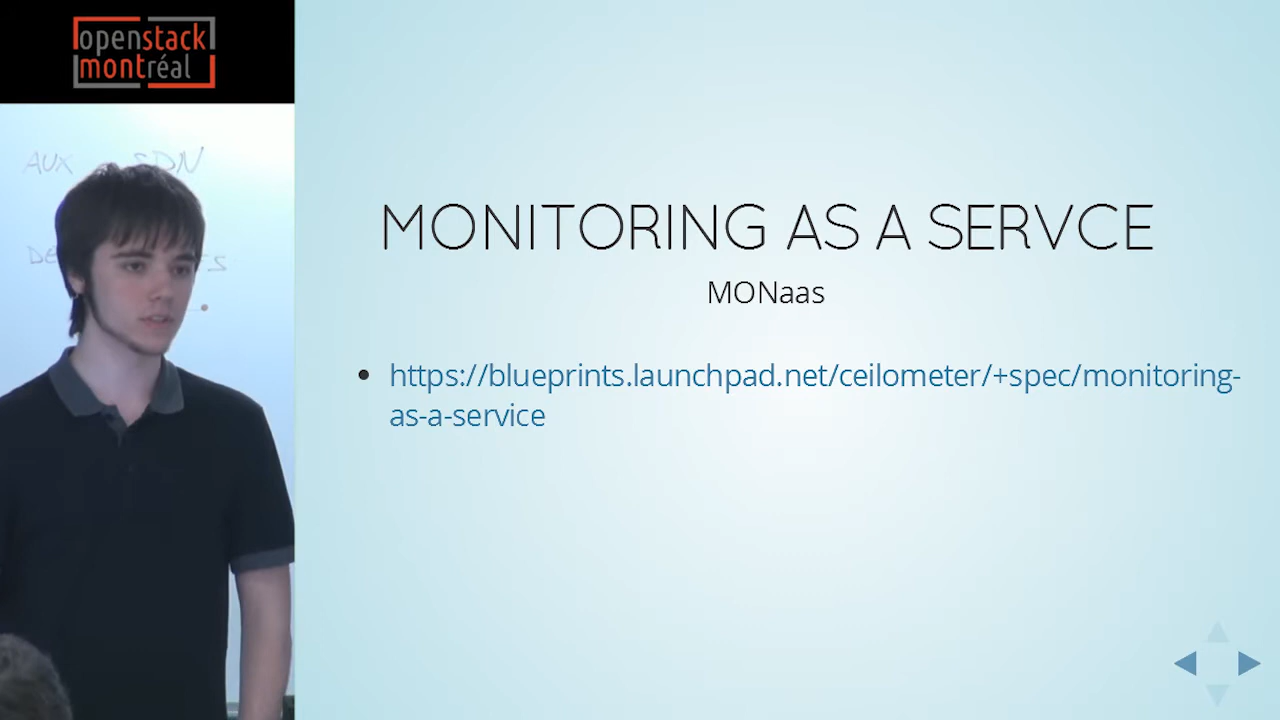 openstack
montréal
AUX SDN
MONITORING AS A SERVCE
MONaas
https://blueprints.launchpad.net/ceilometer/+spec/monitoring-
as-a-service